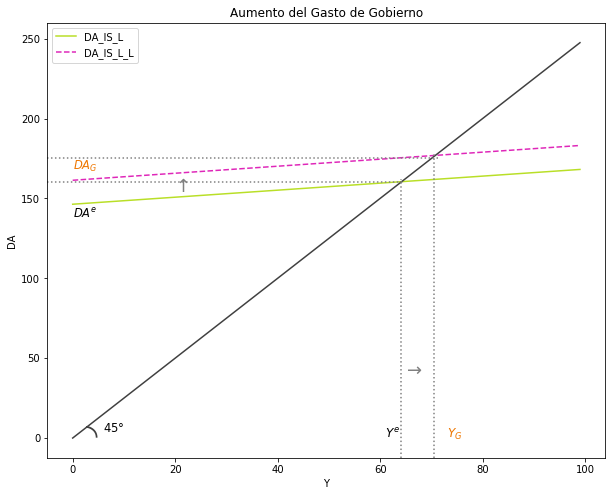 Aumento del Gasto de Gobierno
DA_IS_L
DA_IS_L_L
250
200
150
100
50
0
DA
DA_G
DA^e
45°
Y^e
Y_G
0
20
40
60
80
100
Y